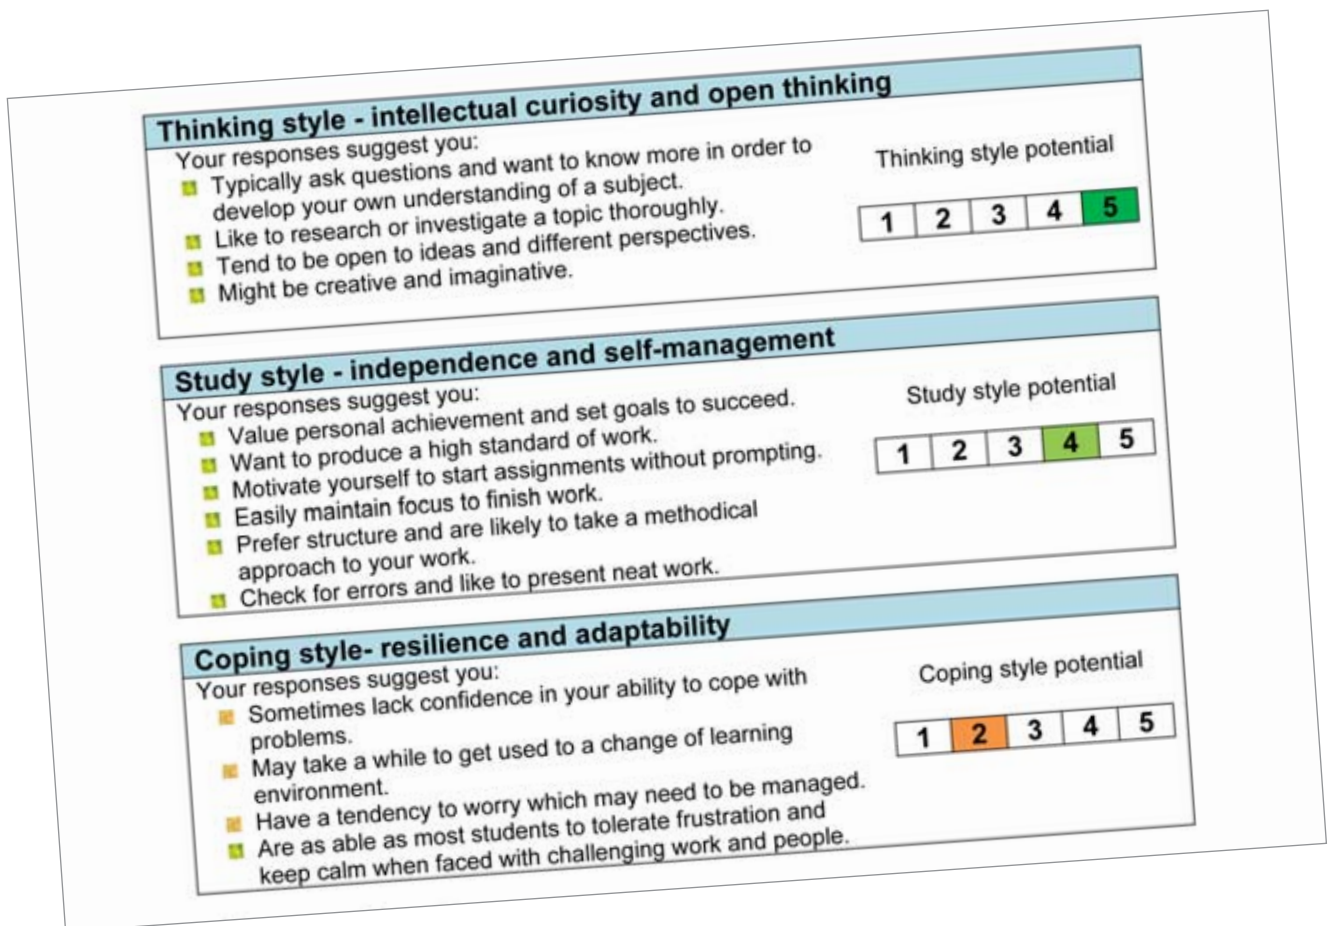 Thinking style - intellectual curiosity and open thinking
Your responses suggest you:
Typically ask questions and want to know more in order to
develop your own understanding of a subject.
Like to research or investigate a topic thoroughly.
Tend to be open to ideas and different perspectives.
Might be creative and imaginative.
Thinking style potential
1 2 3 4 5
Study style - independence and self-management
Your responses suggest you:
Value personal achievement and set goals to succeed.
Want to produce a high standard of work.
Motivate yourself to start assignments without prompting.
Easily maintain focus to finish work.
Prefer structure and are likely to take a methodical
approach to your work.
Check for errors and like to present neat work.
Study style potential
1 2 3 4 5
Coping style- resilience and adaptability
Your responses suggest you:
Sometimes lack confidence in your ability to cope with
problems.
May take a while to get used to a change of learning
environment.
Have a tendency to worry which may need to be managed.
Are as able as most students to tolerate frustration and
keep calm when faced with challenging work and people.
Coping style potential
1 2 3 4 5